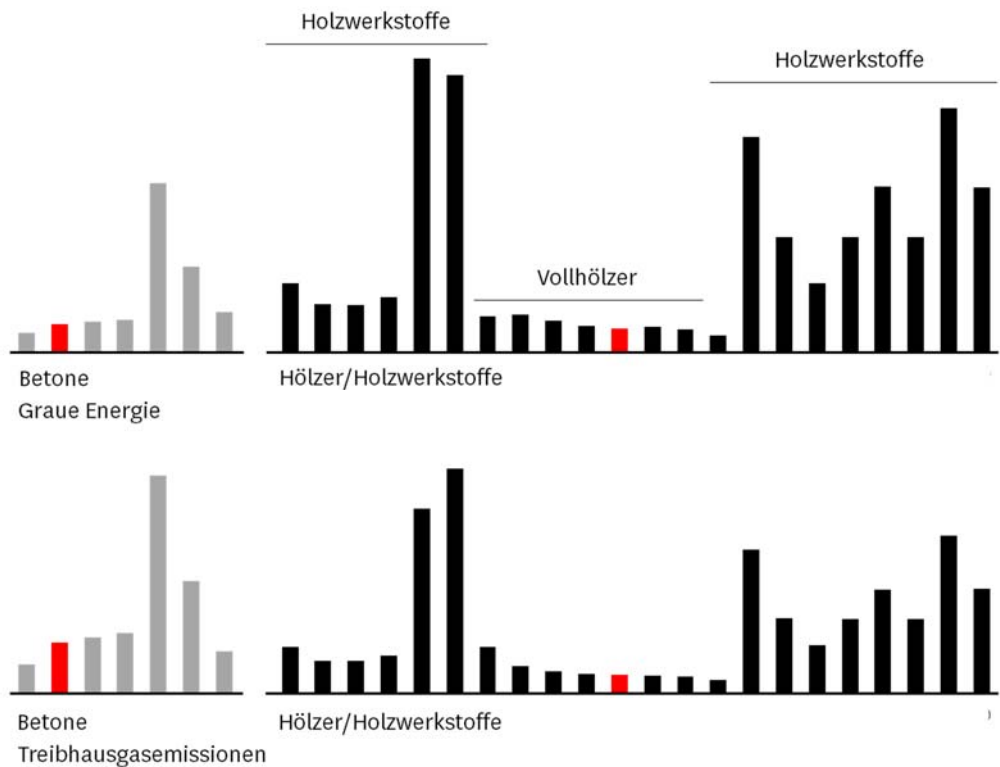 Holzwerkstoffe
Holzwerkstoffe
Vollhölzer
Betone
Graue Energie
Hölzer/Holzwerkstoffe
Betone
Treibhausgasemissionen
Hölzer/Holzwerkstoffe